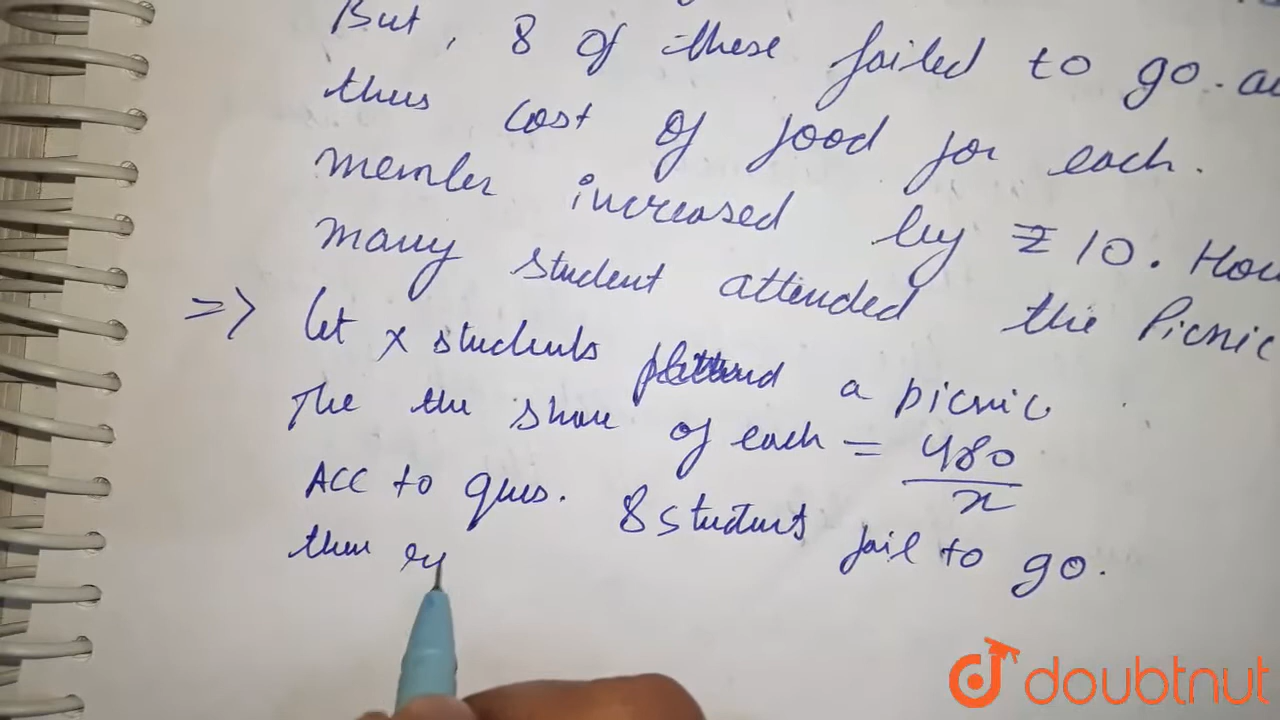 But, 8 of these failed to go.
thus cost of food for each.
member increased by ₹ 10. How
many student attended the Picnic
=> let x students a picnic
The the share of each = 480/x
Acc to ques. 8 students fail to go.
then
doubtnut